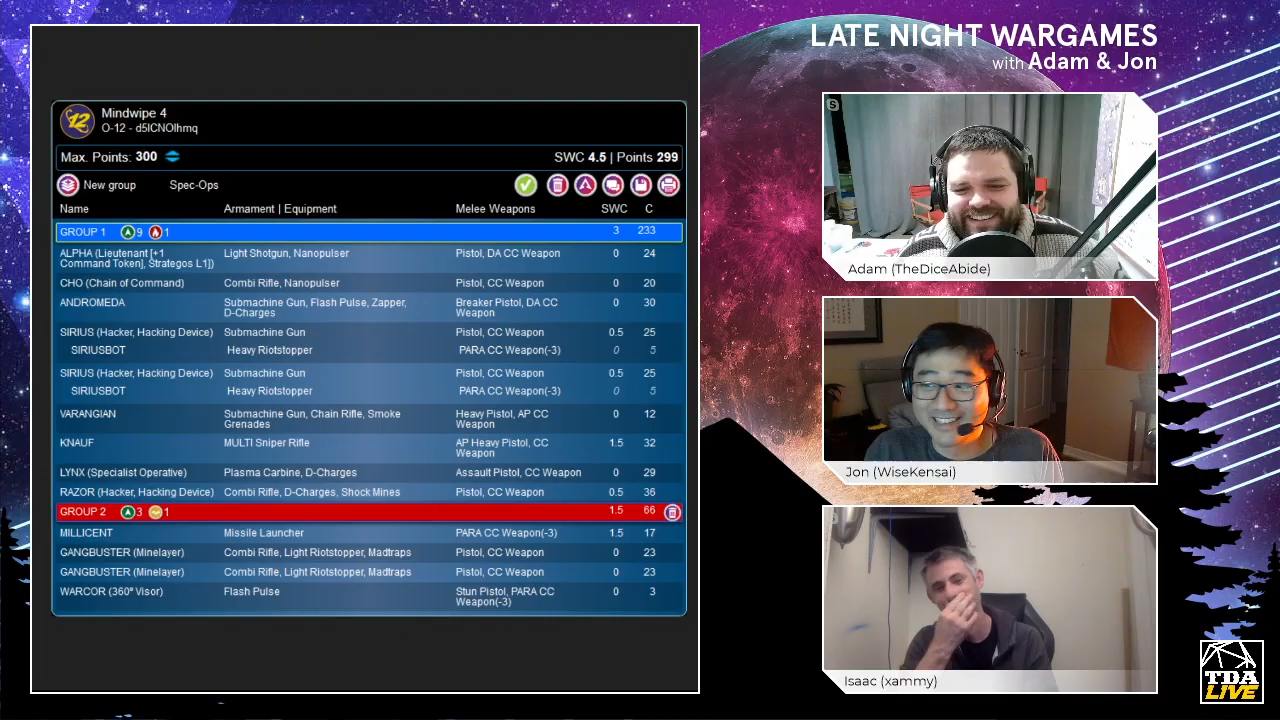 LATE NIGHT WARGAMES
with Adam & Jon
12
Mindwipe 4
O-12 - d5ICNOIhmq
Max. Points: 300
SWC 4.5 | Points 299
New group
Spec-Ops
Name Armament | Equipment Melee Weapons SWC C
GROUP 1 9 1 3 233
ALPHA (Lieutenant [+1 Light Shotgun, Nanopulser Pistol, DA CC Weapon 0 24
Command Token], Strategos L1])
CHO (Chain of Command) Combi Rifle, Nanopulser Pistol, CC Weapon 0 20
ANDROMEDA Submachine Gun, Flash Pulse, Zapper, Breaker Pistol, DA CC 0 30
D-Charges Weapon
SIRIUS (Hacker, Hacking Device) Submachine Gun Pistol, CC Weapon 0.5 25
SIRIUSBOT Heavy Riotstopper PARA CC Weapon(-3) 0 5
SIRIUS (Hacker, Hacking Device) Submachine Gun Pistol, CC Weapon 0.5 25
SIRIUSBOT Heavy Riotstopper PARA CC Weapon(-3) 0 5
VARANGIAN Submachine Gun, Chain Rifle, Smoke Heavy Pistol, AP CC 0 12
Grenades Weapon
KNAUF MULTI Sniper Rifle AP Heavy Pistol, CC 1.5 32
Weapon
LYNX (Specialist Operative) Plasma Carbine, D-Charges Assault Pistol, CC Weapon 0 29
RAZOR (Hacker, Hacking Device) Combi Rifle, D-Charges, Shock Mines Pistol, CC Weapon 0.5 36
GROUP 2 3 1 1.5 66
MILLICENT Missile Launcher PARA CC Weapon(-3) 1.5 17
GANGBUSTER (Minelayer) Combi Rifle, Light Riotstopper, Madtraps Pistol, CC Weapon 0 23
GANGBUSTER (Minelayer) Combi Rifle, Light Riotstopper, Madtraps Pistol, CC Weapon 0 23
WARCOR (360º Visor) Flash Pulse Stun Pistol, PARA CC 0 3
Weapon(-3)
Adam (TheDiceAbide)
Jon (WiseKensai)
Isaac (xammy)
TDA
LIVE